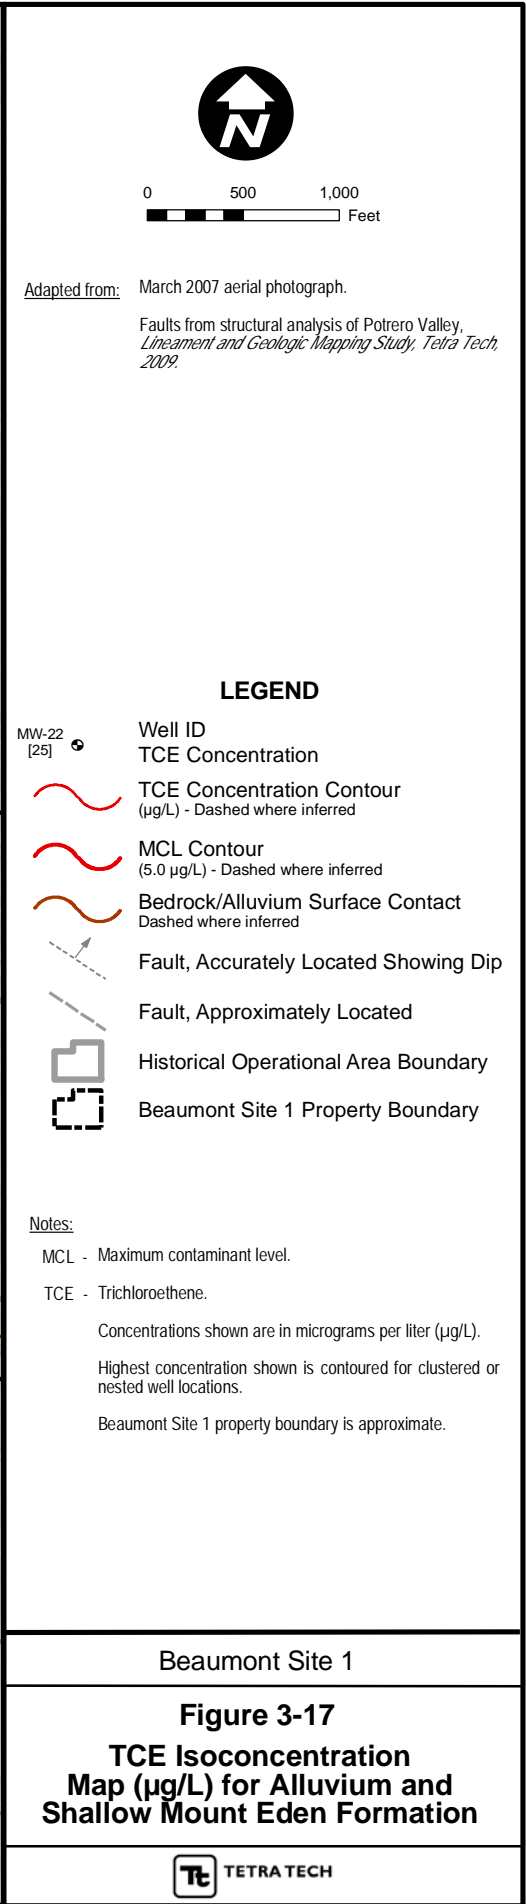 N
0 500 1,000
Feet
Adapted from: March 2007 aerial photograph.
Faults from structural analysis of Potrero Valley,
Lineament and Geologic Mapping Study, Tetra Tech,
2009.
LEGEND
MW-22
[25]
Well ID
TCE Concentration
TCE Concentration Contour
(µg/L) - Dashed where inferred
MCL Contour
(5.0 µg/L) - Dashed where inferred
Bedrock/Alluvium Surface Contact
Dashed where inferred
Fault, Accurately Located Showing Dip
Fault, Approximately Located
Historical Operational Area Boundary
Beaumont Site 1 Property Boundary
Notes:
MCL - Maximum contaminant level.
TCE - Trichloroethene.
Concentrations shown are in micrograms per liter (µg/L).
Highest concentration shown is contoured for clustered or
nested well locations.
Beaumont Site 1 property boundary is approximate.
Beaumont Site 1
Figure 3-17
TCE Isoconcentration
Map (µg/L) for Alluvium and
Shallow Mount Eden Formation
Tt TETRA TECH